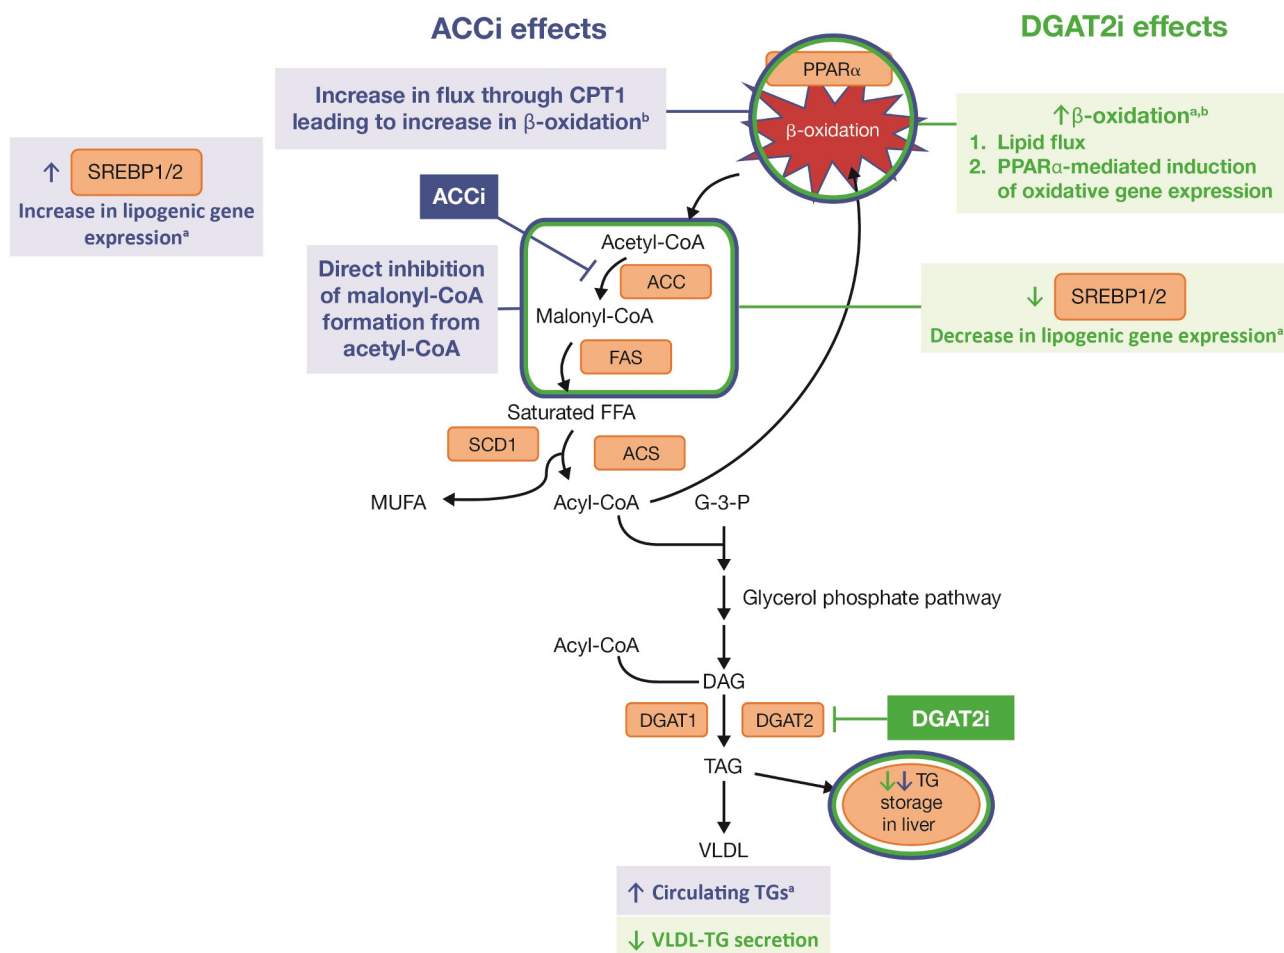 ACCi effects
DGAT2i effects
PPARα
β-oxidation
Increase in flux through CPT1
leading to increase in β-oxidationᵇ
↑β-oxidationᵃ,ᵇ
1. Lipid flux
2. PPARα-mediated induction
of oxidative gene expression
↑ SREBP1/2
Increase in lipogenic gene
expressionᵃ
ACCi
Direct inhibition
of malonyl-CoA
formation from
acetyl-CoA
Acetyl-CoA
ACC
Malonyl-CoA
FAS
↓ SREBP1/2
Decrease in lipogenic gene expressionᵃ
Saturated FFA
SCD1
ACS
MUFA
Acyl-CoA
G-3-P
Glycerol phosphate pathway
Acyl-CoA
DAG
DGAT1
DGAT2
DGAT2i
TAG
↓↓ TG
storage
in liver
VLDL
↑ Circulating TGsᵃ
↓ VLDL-TG secretion